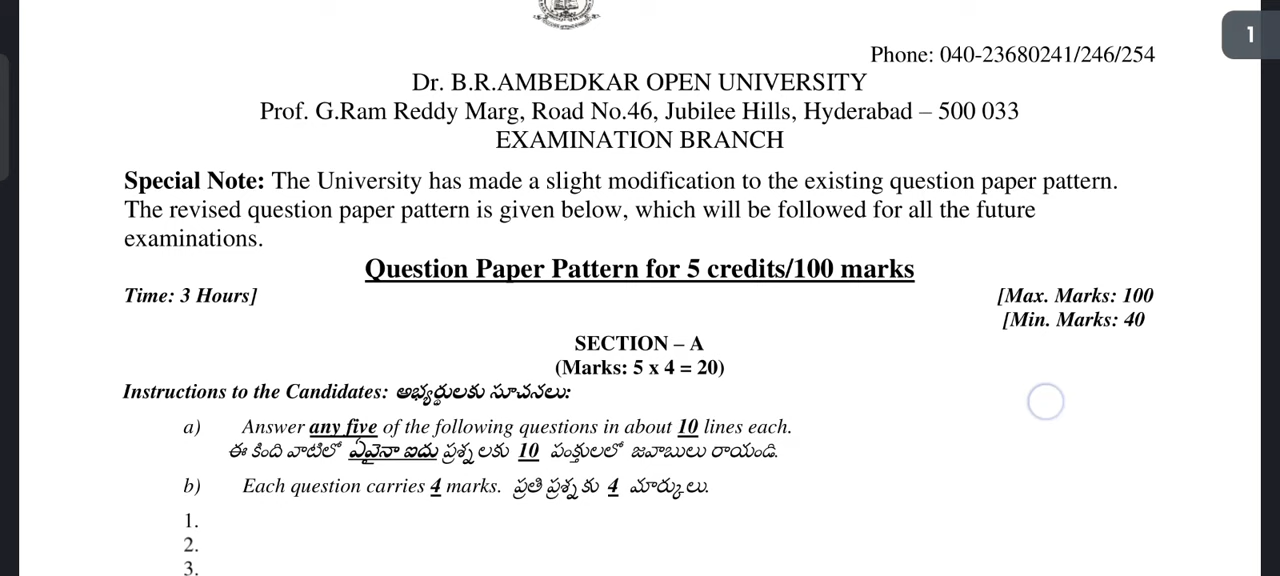 1
Phone: 040-23680241/246/254
Dr. B.R.AMBEDKAR OPEN UNIVERSITY
Prof. G.Ram Reddy Marg, Road No.46, Jubilee Hills, Hyderabad – 500 033
EXAMINATION BRANCH
Special Note: The University has made a slight modification to the existing question paper pattern.
The revised question paper pattern is given below, which will be followed for all the future
examinations.
Question Paper Pattern for 5 credits/100 marks
Time: 3 Hours] [Max. Marks: 100
[Min. Marks: 40
SECTION – A
(Marks: 5 x 4 = 20)
Instructions to the Candidates: అభ్యర్థులకు సూచనలు:
a) Answer any five of the following questions in about 10 lines each.
ఈ కింది వాటిలో ఏవైనా ఐదు ప్రశ్నలకు 10 పంక్తులలో జవాబులు రాయండి.
b) Each question carries 4 marks. ప్రతి ప్రశ్నకు 4 మార్కులు.
1.
2.
3.